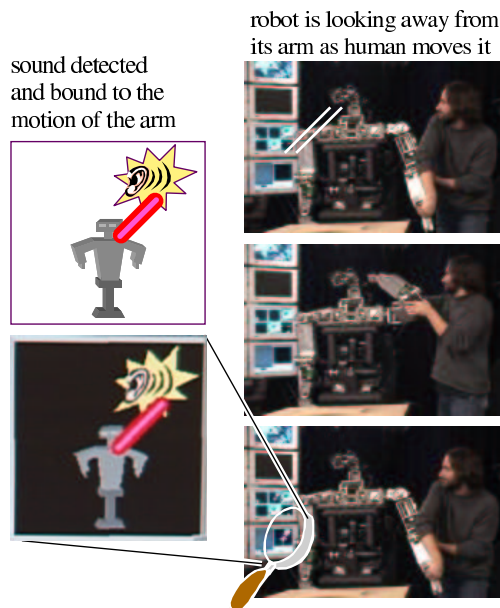 robot is looking away from
its arm as human moves it
sound detected
and bound to the
motion of the arm